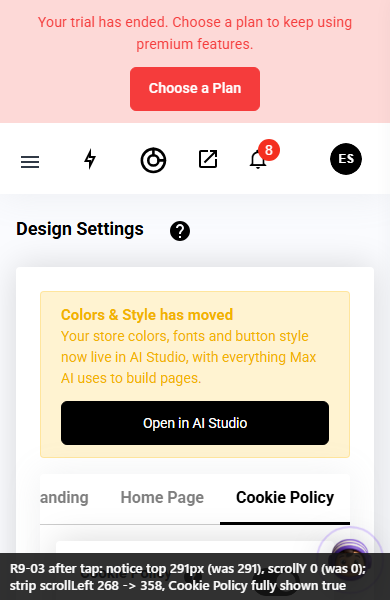 Your trial has ended. Choose a plan to keep using
premium features.
Choose a Plan
8
ES
Design Settings
?
Colors & Style has moved
Your store colors, fonts and button style
now live in AI Studio, with everything Max
AI uses to build pages.
Open in AI Studio
anding
Home Page
Cookie Policy
R9-03 after tap: notice top 291px (was 291), scrollY 0 (was 0):
strip scrollLeft 268 -> 358, Cookie Policy fully shown true